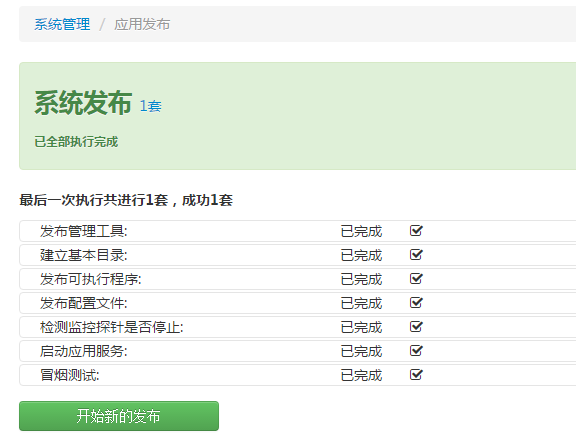 系统管理 / 应用发布
系统发布 1套
已全部执行完成
最后一次执行共进行1套，成功1套
发布管理工具: 已完成
建立基本目录: 已完成
发布可执行程序: 已完成
发布配置文件: 已完成
检测监控探针是否停止: 已完成
启动应用服务: 已完成
冒烟测试: 已完成
开始新的发布